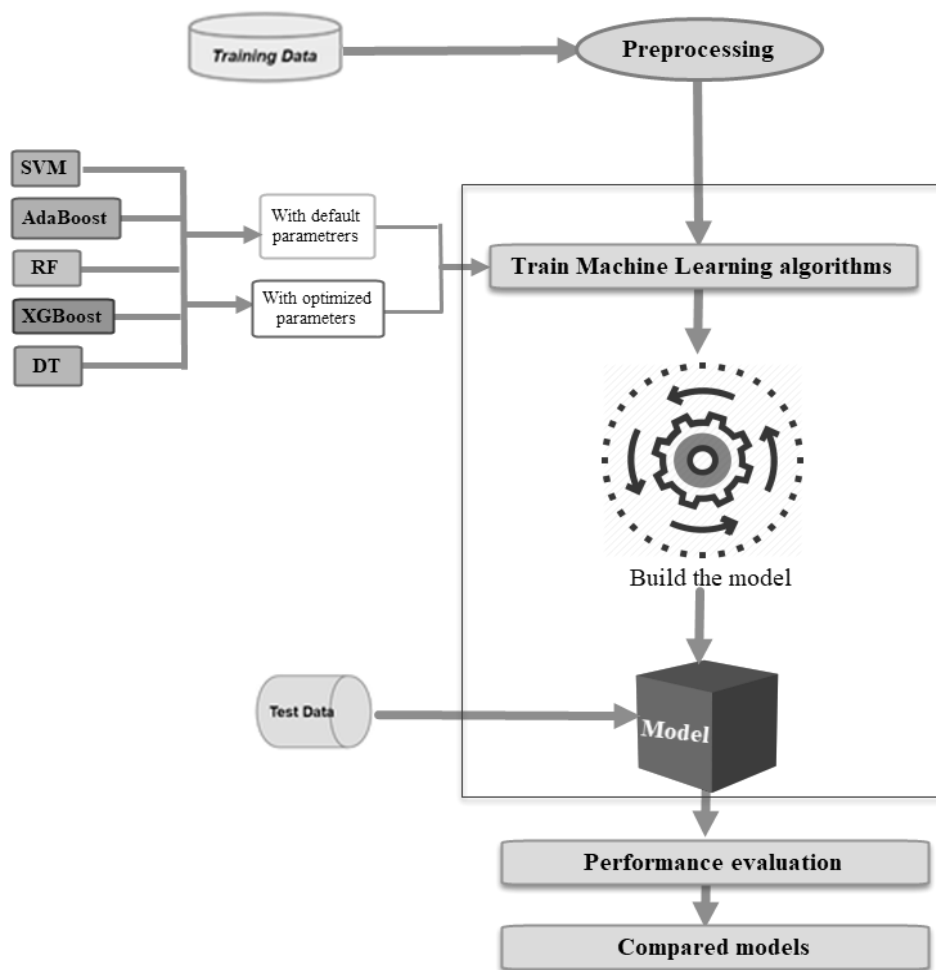 Training Data
Preprocessing
SVM
AdaBoost
RF
XGBoost
DT
With default
parametrers
With optimized
parameters
Train Machine Learning algorithms
Build the model
Test Data
Model
Performance evaluation
Compared models